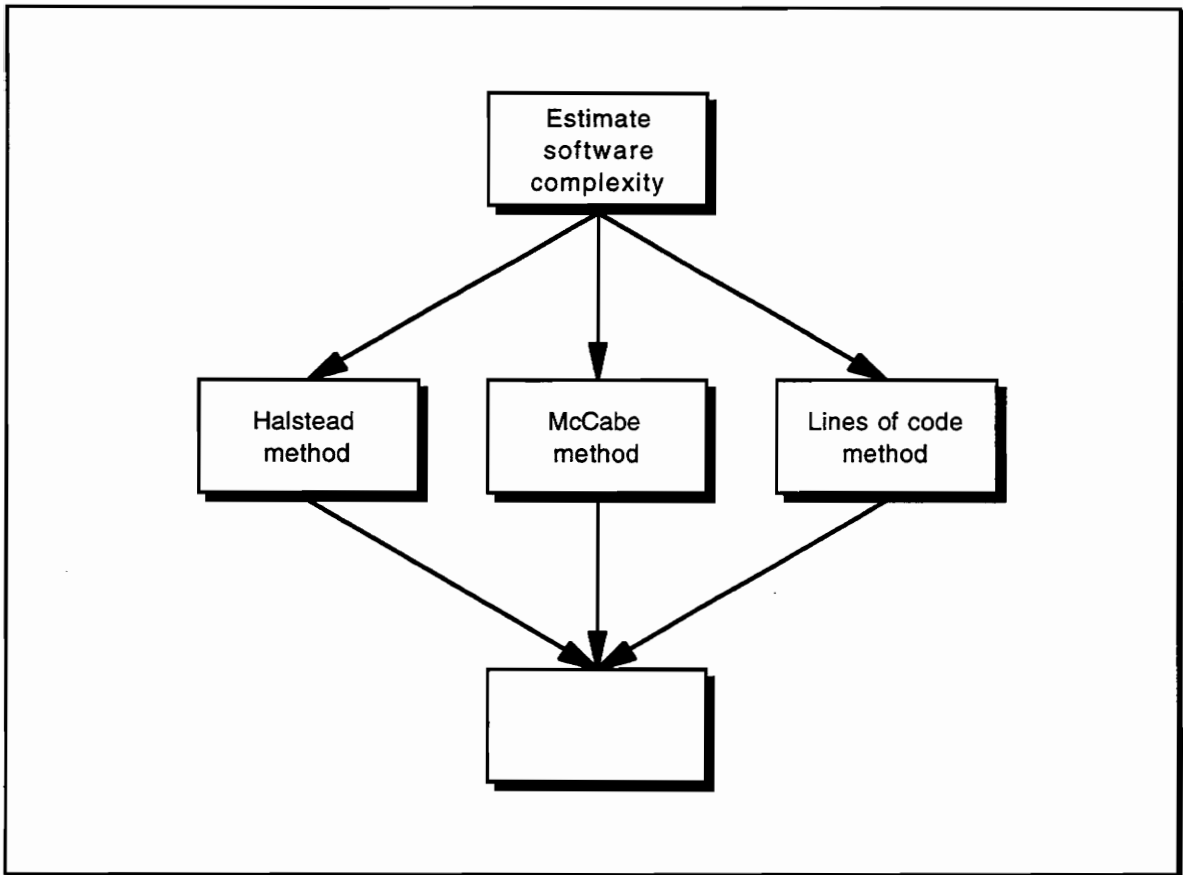 Estimate
software
complexity
Halstead
method
McCabe
method
Lines of code
method